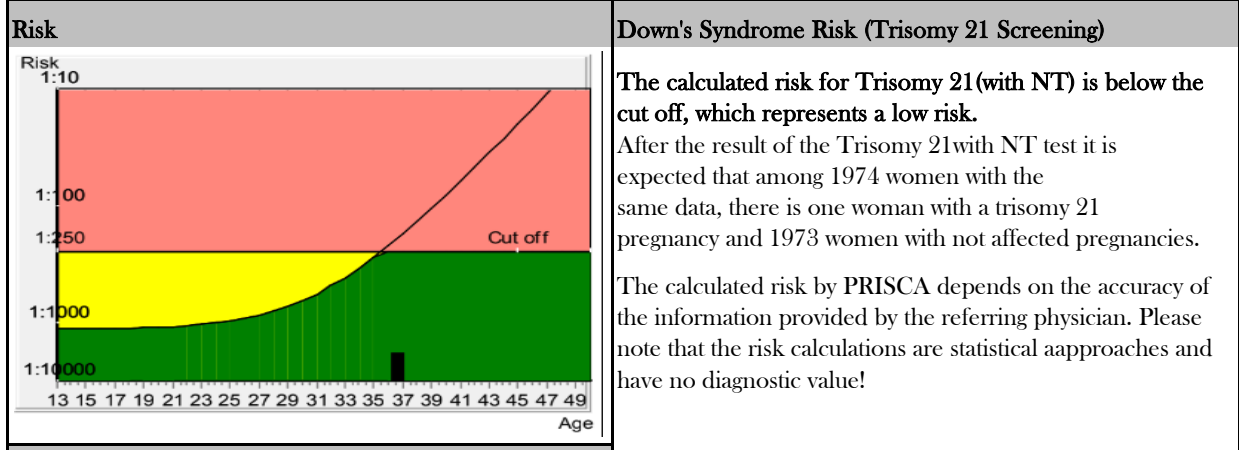 Risk
Risk
1:10
1:100
1:250
Cut off
1:1000
1:10000
13 15 17 19 21 23 25 27 29 31 33 35 37 39 41 43 45 47 49
Age
Down's Syndrome Risk (Trisomy 21 Screening)
The calculated risk for Trisomy 21(with NT) is below the
cut off, which represents a low risk.
After the result of the Trisomy 21with NT test it is
expected that among 1974 women with the
same data, there is one woman with a trisomy 21
pregnancy and 1973 women with not affected pregnancies.
The calculated risk by PRISCA depends on the accuracy of
the information provided by the referring physician. Please
note that the risk calculations are statistical aapproaches and
have no diagnostic value!